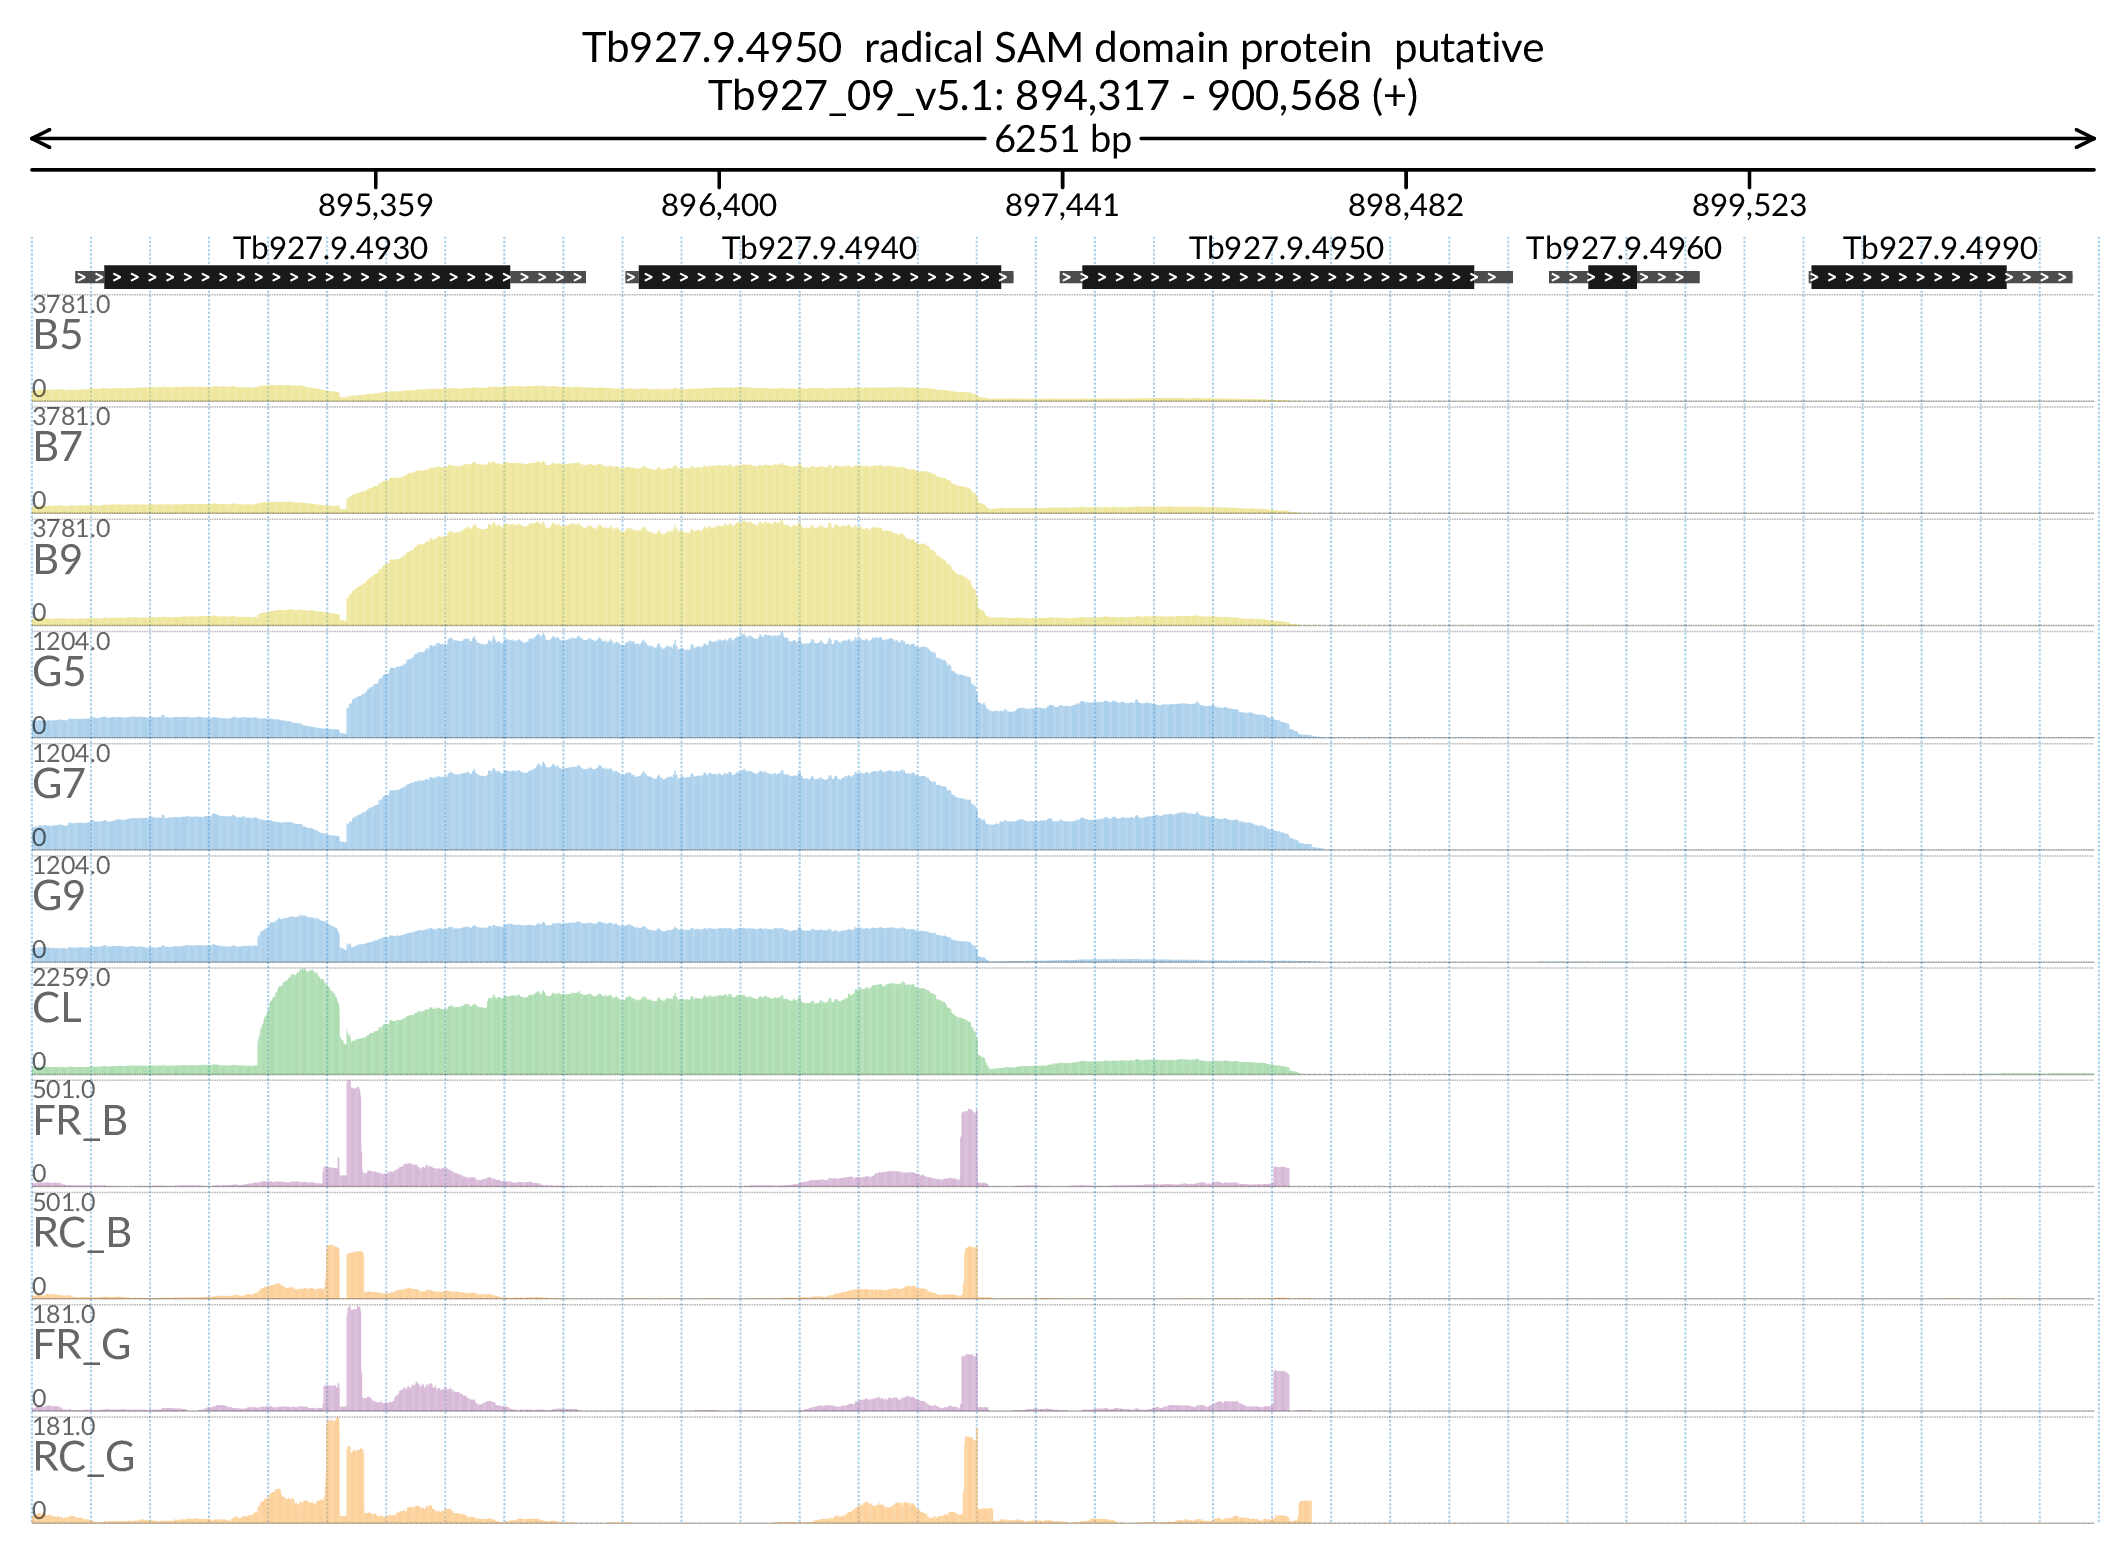 Tb927.9.4950  radical SAM domain protein  putative
Tb927_09_v5.1: 894,317 - 900,568 (+)
6251 bp
895,359 896,400 897,441 898,482 899,523
Tb927.9.4930 Tb927.9.4940 Tb927.9.4950 Tb927.9.4960 Tb927.9.4990
3781.0
B5
0
3781.0
B7
0
3781.0
B9
0
1204.0
G5
0
1204.0
G7
0
1204.0
G9
0
2259.0
CL
0
501.0
FR_B
0
501.0
RC_B
0
181.0
FR_G
0
181.0
RC_G
0